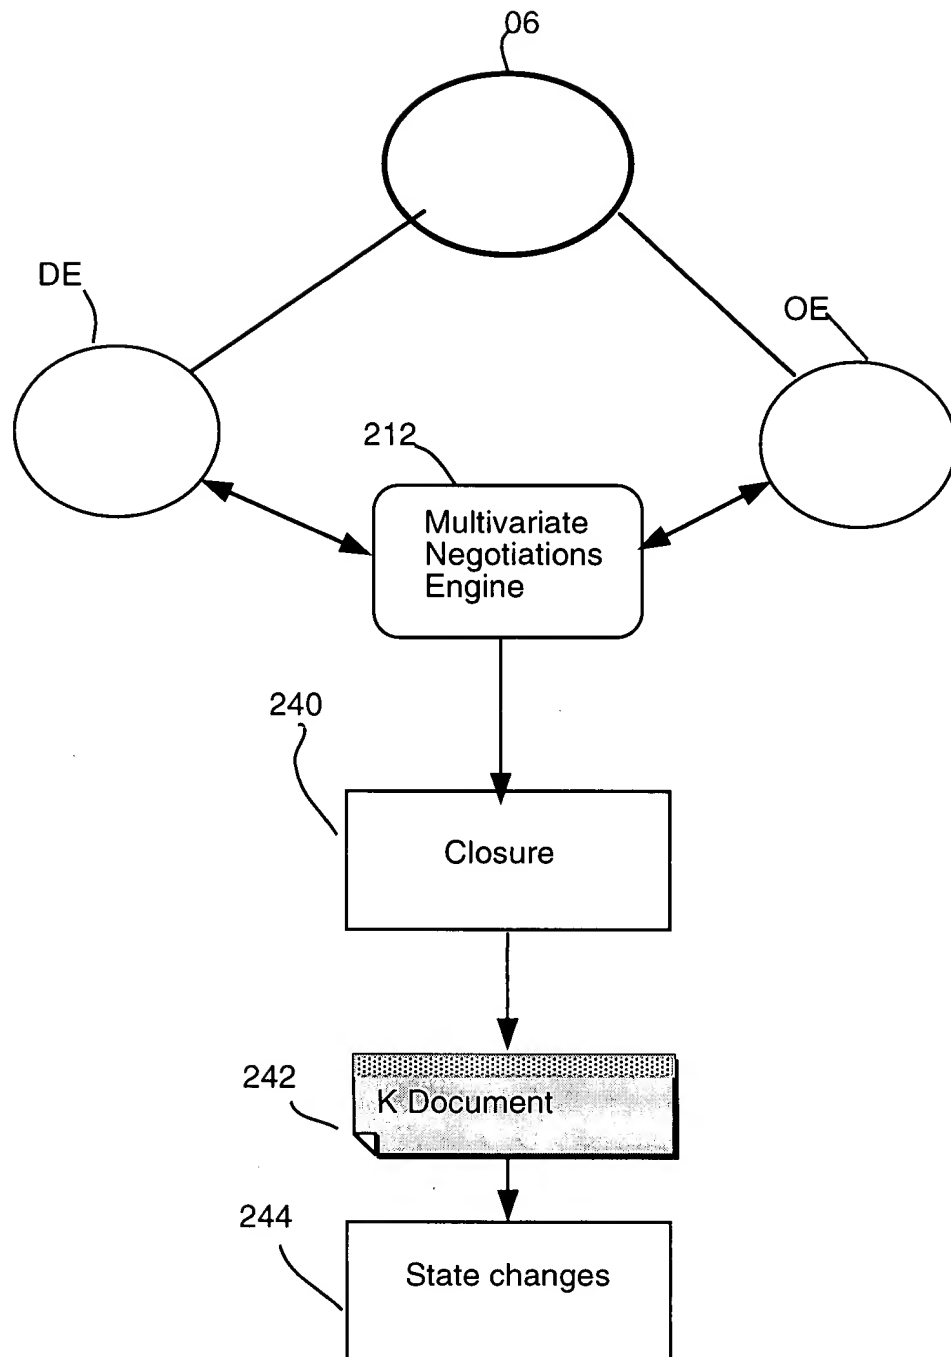 06
DE
OE
212
Multivariate
Negotiations
Engine
240
Closure
242
K Document
244
State changes